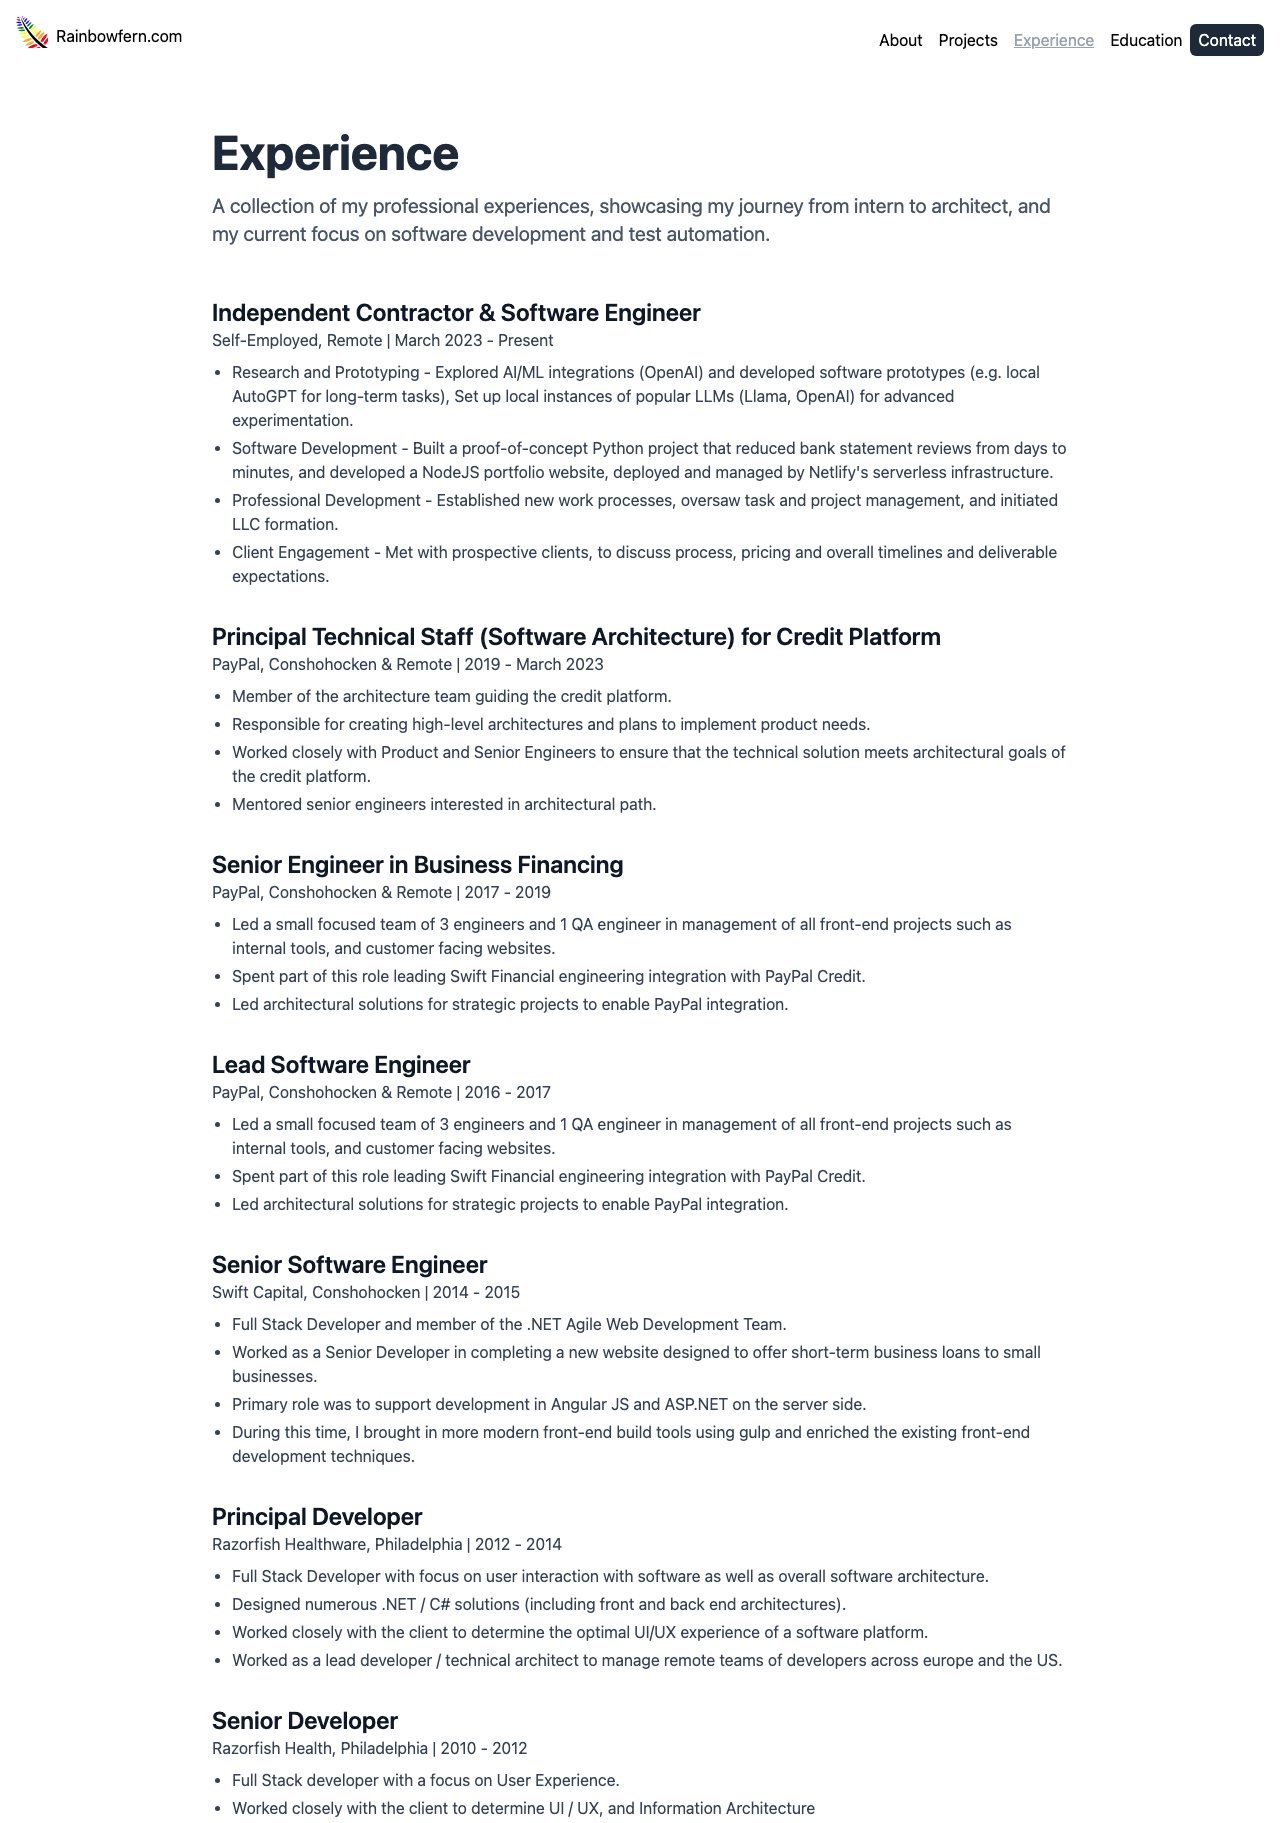 Rainbowfern.com
About Projects Experience Education Contact
Experience
A collection of my professional experiences, showcasing my journey from intern to architect, and
my current focus on software development and test automation.
Independent Contractor & Software Engineer
Self-Employed, Remote | March 2023 - Present
• Research and Prototyping - Explored AI/ML integrations (OpenAI) and developed software prototypes (e.g. local
AutoGPT for long-term tasks), Set up local instances of popular LLMs (Llama, OpenAI) for advanced
experimentation.
• Software Development - Built a proof-of-concept Python project that reduced bank statement reviews from days to
minutes, and developed a NodeJS portfolio website, deployed and managed by Netlify's serverless infrastructure.
• Professional Development - Established new work processes, oversaw task and project management, and initiated
LLC formation.
• Client Engagement - Met with prospective clients, to discuss process, pricing and overall timelines and deliverable
expectations.
Principal Technical Staff (Software Architecture) for Credit Platform
PayPal, Conshohocken & Remote | 2019 - March 2023
• Member of the architecture team guiding the credit platform.
• Responsible for creating high-level architectures and plans to implement product needs.
• Worked closely with Product and Senior Engineers to ensure that the technical solution meets architectural goals of
the credit platform.
• Mentored senior engineers interested in architectural path.
Senior Engineer in Business Financing
PayPal, Conshohocken & Remote | 2017 - 2019
• Led a small focused team of 3 engineers and 1 QA engineer in management of all front-end projects such as
internal tools, and customer facing websites.
• Spent part of this role leading Swift Financial engineering integration with PayPal Credit.
• Led architectural solutions for strategic projects to enable PayPal integration.
Lead Software Engineer
PayPal, Conshohocken & Remote | 2016 - 2017
• Led a small focused team of 3 engineers and 1 QA engineer in management of all front-end projects such as
internal tools, and customer facing websites.
• Spent part of this role leading Swift Financial engineering integration with PayPal Credit.
• Led architectural solutions for strategic projects to enable PayPal integration.
Senior Software Engineer
Swift Capital, Conshohocken | 2014 - 2015
• Full Stack Developer and member of the .NET Agile Web Development Team.
• Worked as a Senior Developer in completing a new website designed to offer short-term business loans to small
businesses.
• Primary role was to support development in Angular JS and ASP.NET on the server side.
• During this time, I brought in more modern front-end build tools using gulp and enriched the existing front-end
development techniques.
Principal Developer
Razorfish Healthware, Philadelphia | 2012 - 2014
• Full Stack Developer with focus on user interaction with software as well as overall software architecture.
• Designed numerous .NET / C# solutions (including front and back end architectures).
• Worked closely with the client to determine the optimal UI/UX experience of a software platform.
• Worked as a lead developer / technical architect to manage remote teams of developers across europe and the US.
Senior Developer
Razorfish Health, Philadelphia | 2010 - 2012
• Full Stack developer with a focus on User Experience.
• Worked closely with the client to determine UI / UX, and Information Architecture